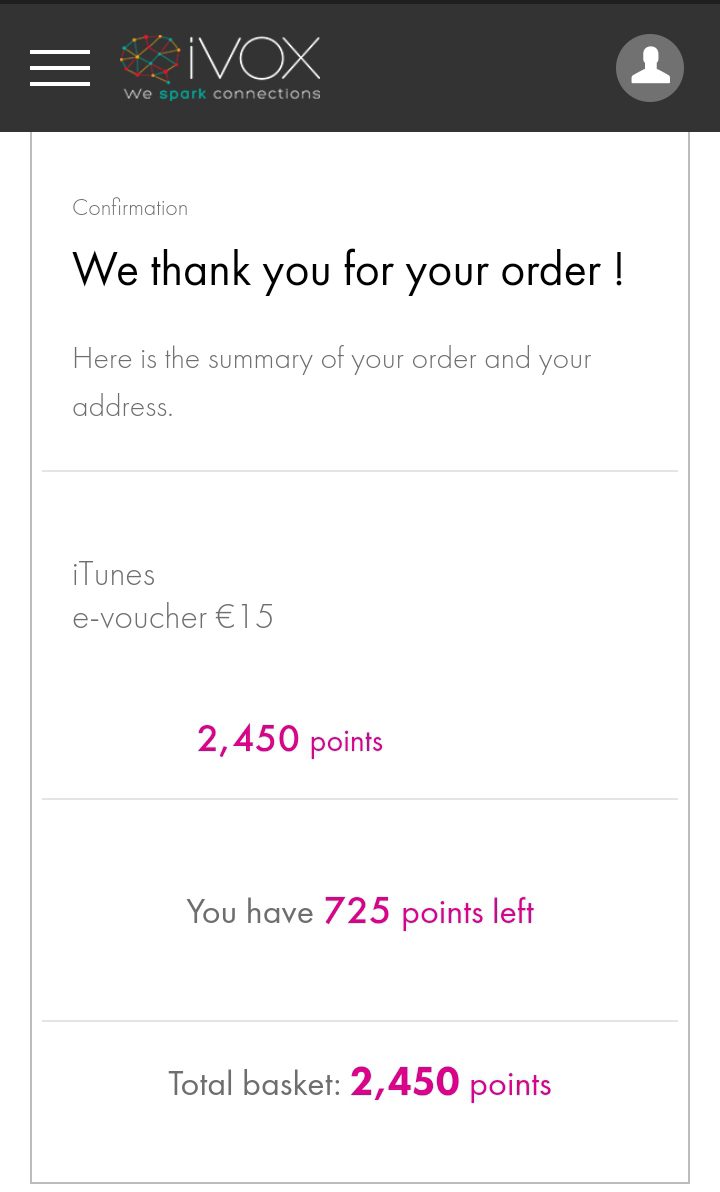 iVOX
We spark connections
Confirmation
We thank you for your order !
Here is the summary of your order and your
address.
iTunes
e-voucher €15
2,450 points
You have 725 points left
Total basket: 2,450 points